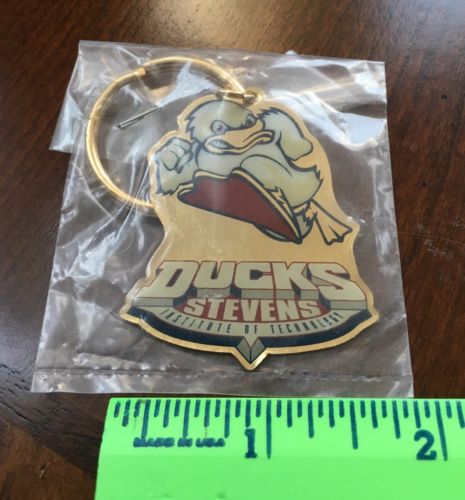 DUCKS
STEVENS
INSTITUTE OF TECHNOLOGY
MADE IN USA
1 2